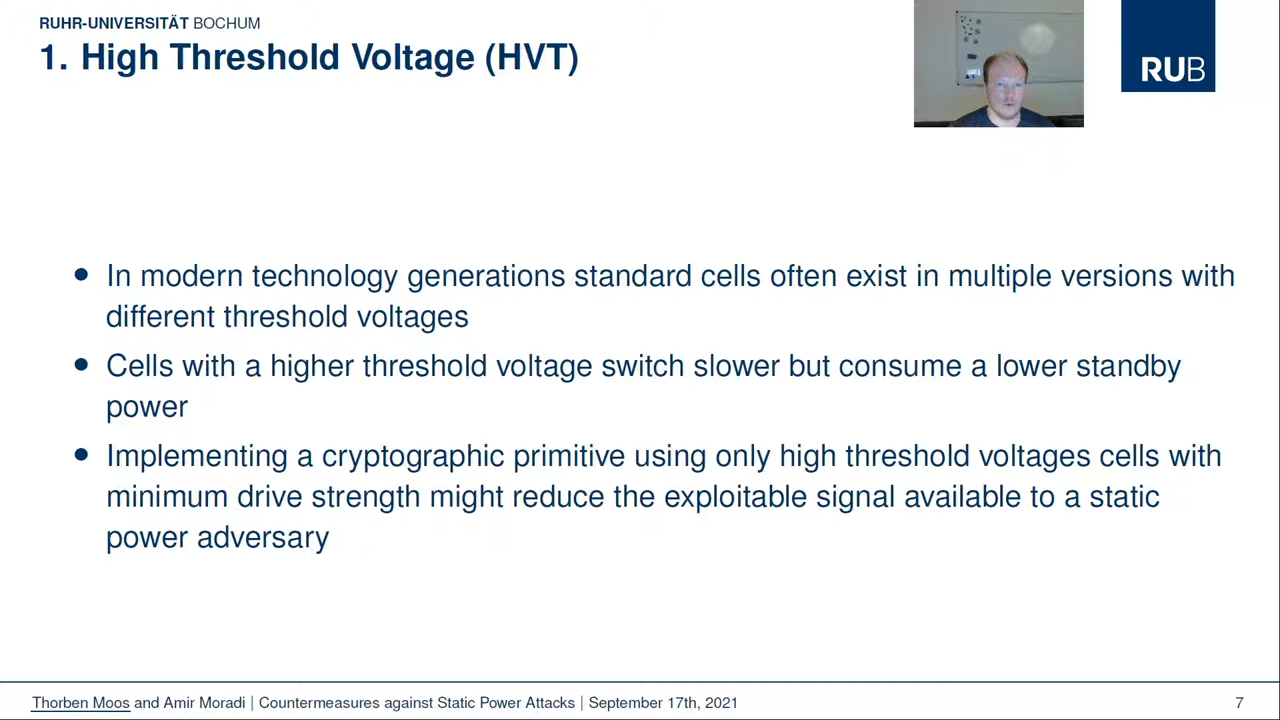 RUHR-UNIVERSITÄT BOCHUM
1. High Threshold Voltage (HVT)
RUB
• In modern technology generations standard cells often exist in multiple versions with
different threshold voltages
• Cells with a higher threshold voltage switch slower but consume a lower standby
power
• Implementing a cryptographic primitive using only high threshold voltages cells with
minimum drive strength might reduce the exploitable signal available to a static
power adversary
Thorben Moos and Amir Moradi | Countermeasures against Static Power Attacks | September 17th, 2021
7